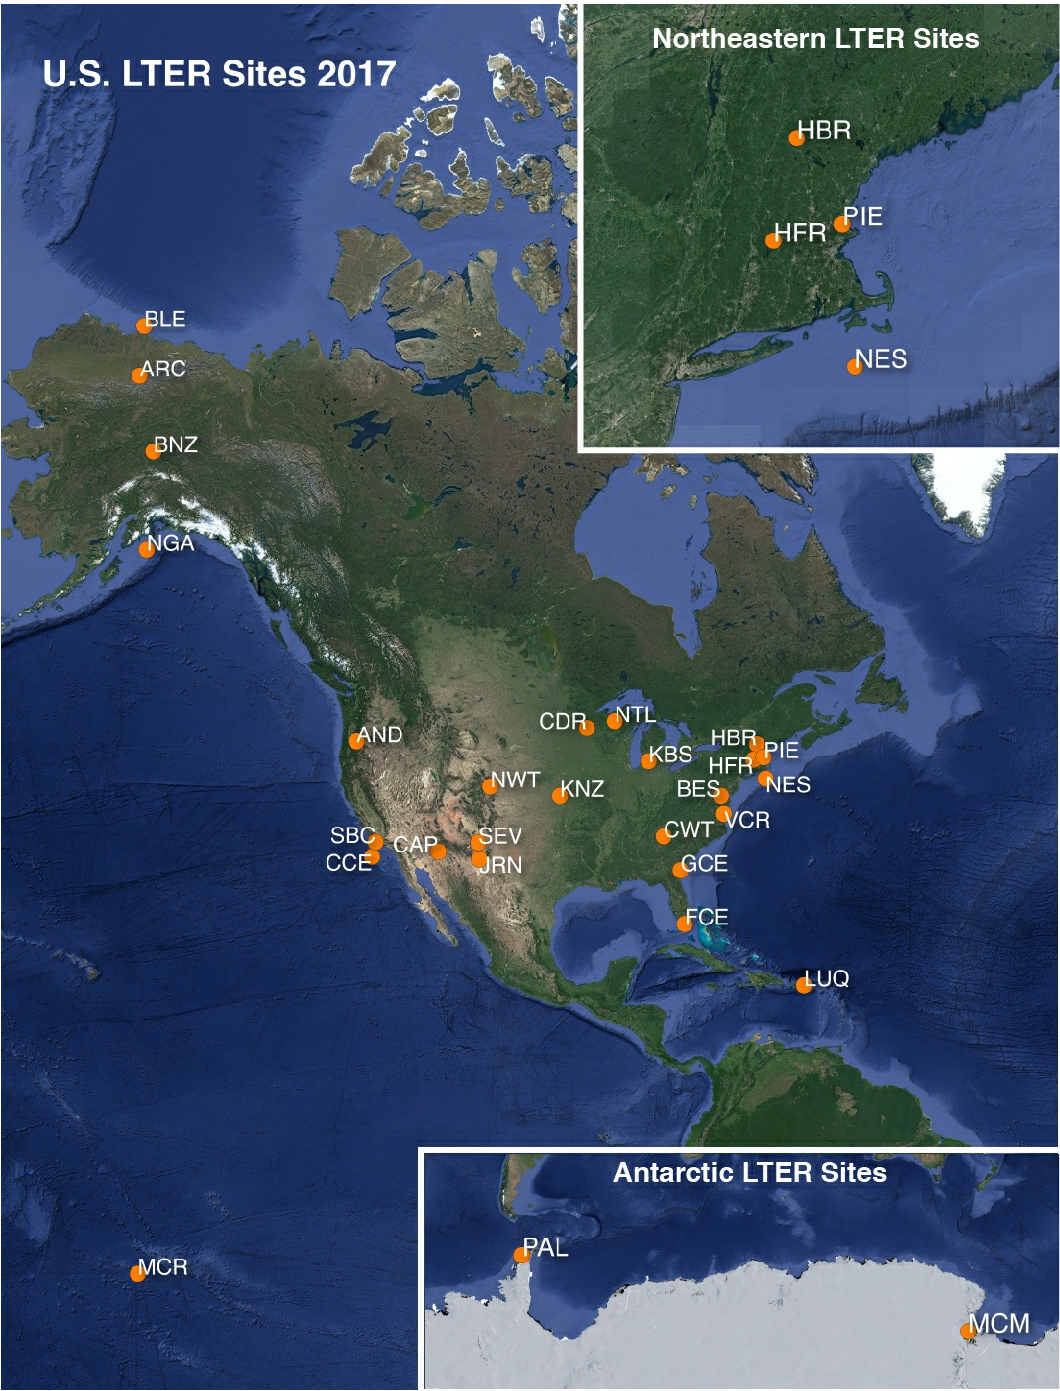 U.S. LTER Sites 2017
Northeastern LTER Sites
HBR
PIE
HFR
NES
BLE
ARC
BNZ
NGA
AND
CDR
NTL
KBS
HBR
PIE
HFR
NES
NWT
KNZ
BES
VCR
SBC
CAP
SEV
CWT
CCE
JRN
GCE
FCE
LUQ
MCR
Antarctic LTER Sites
PAL
MCM